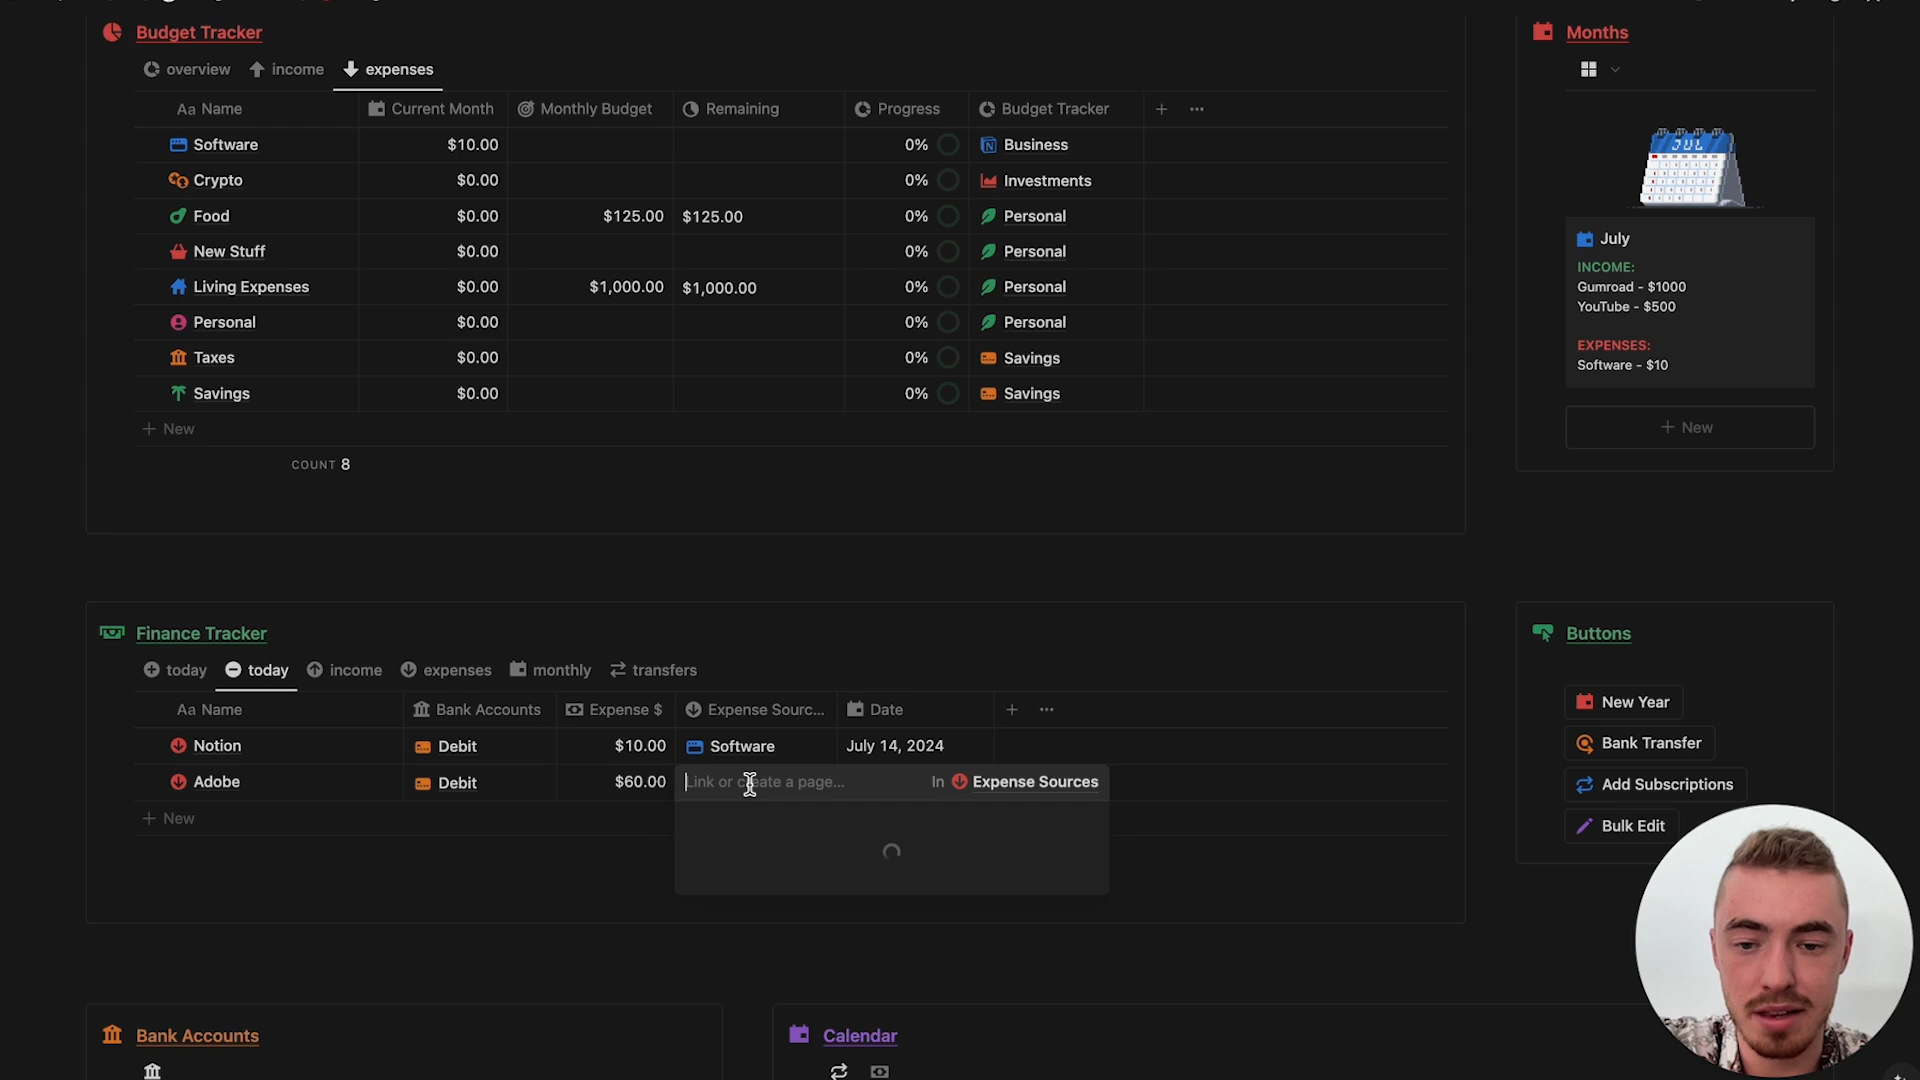 Budget Tracker
overview income expenses
Aa Name Current Month Monthly Budget Remaining Progress Budget Tracker + ...
Software $10.00 0% Business
Crypto $0.00 0% Investments
Food $0.00 $125.00 $125.00 0% Personal
New Stuff $0.00 0% Personal
Living Expenses $0.00 $1,000.00 $1,000.00 0% Personal
Personal $0.00 0% Personal
Taxes $0.00 0% Savings
Savings $0.00 0% Savings
+ New
COUNT 8
Months
JUL
July
INCOME:
Gumroad - $1000
YouTube - $500
EXPENSES:
Software - $10
+ New
Finance Tracker
today today income expenses monthly transfers
Aa Name Bank Accounts Expense $ Expense Sourc... Date + ...
Notion Debit $10.00 Software July 14, 2024
Adobe Debit $60.00 Link or create a page... In Expense Sources
+ New
Buttons
New Year
Bank Transfer
Add Subscriptions
Bulk Edit
Bank Accounts
Calendar